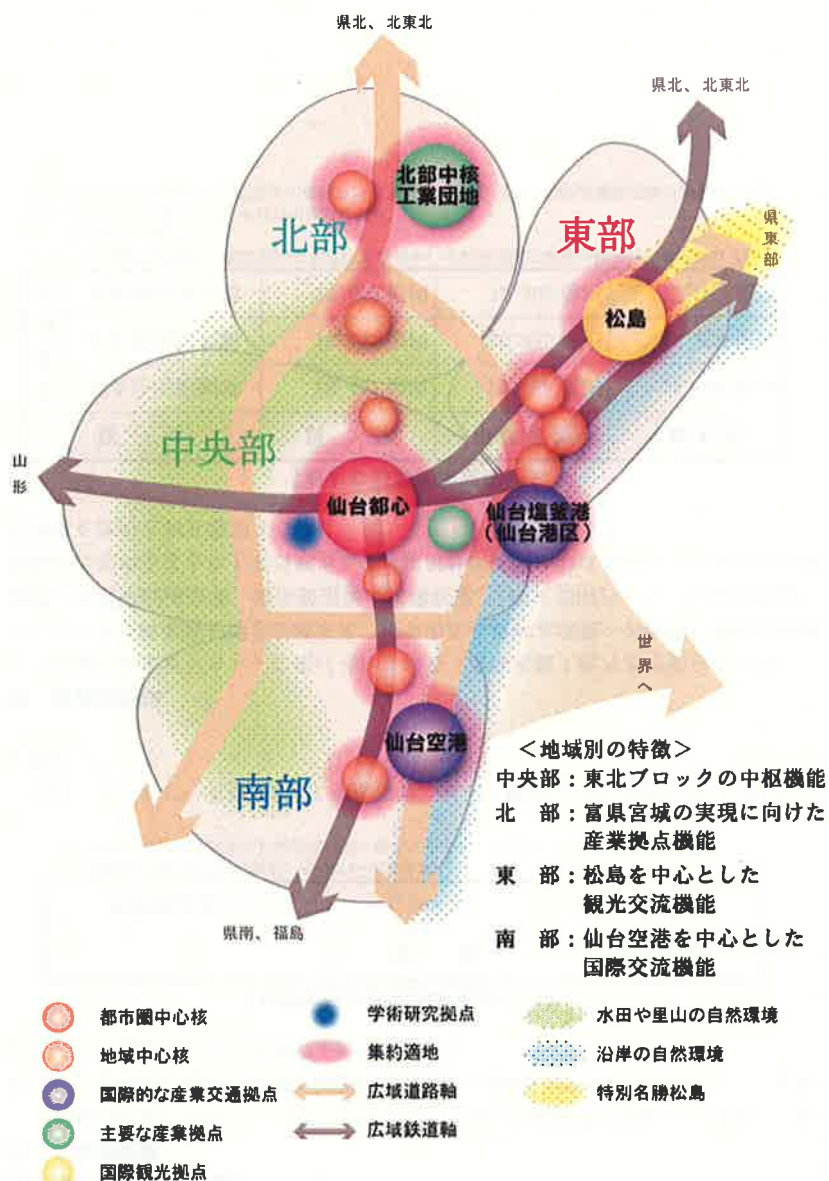 県北、北東北
県北、北東北
北部中核
工業団地
北部
東部
県東部
松島
中央部
山形
仙台都心
仙台塩釜港
（仙台港区）
世界へ
仙台空港
南部
県南、福島
＜地域別の特徴＞
中央部：東北ブロックの中枢機能
北　部：富県宮城の実現に向けた
産業拠点機能
東　部：松島を中心とした
観光交流機能
南　部：仙台空港を中心とした
国際交流機能
都市圏中心核
地域中心核
国際的な産業交通拠点
主要な産業拠点
国際観光拠点
学術研究拠点
集約適地
広域道路軸
広域鉄道軸
水田や里山の自然環境
沿岸の自然環境
特別名勝松島